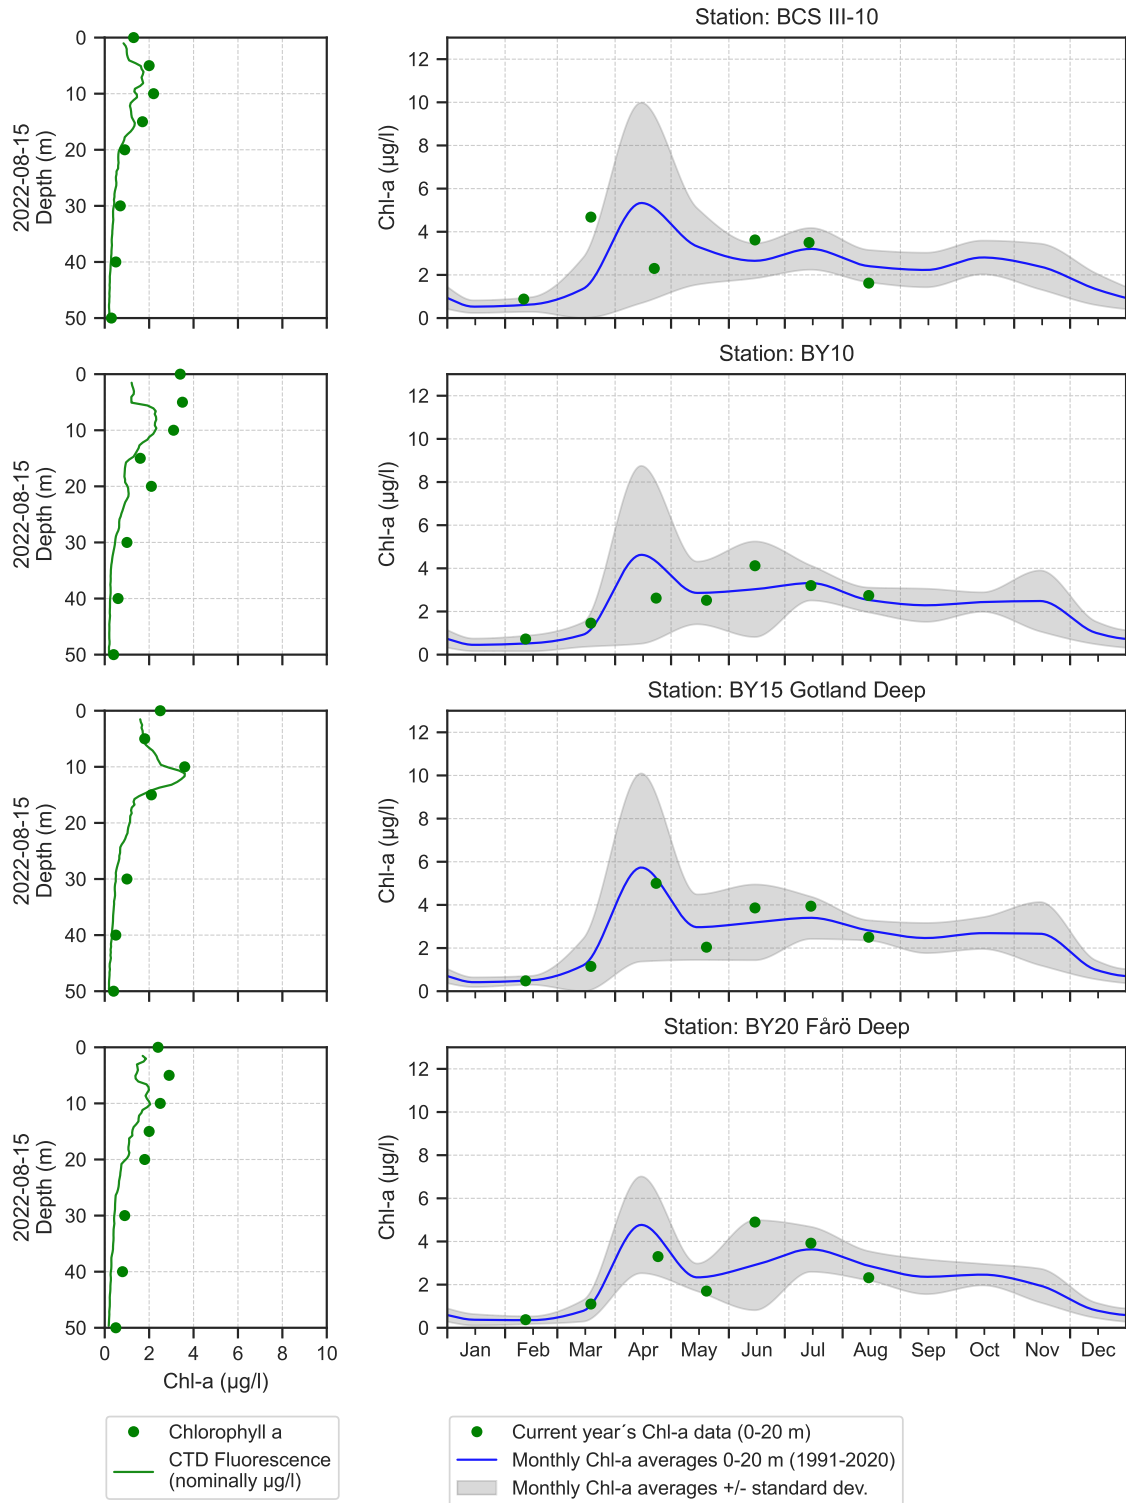 Station: BCS III-10
0
10
20
30
40
50
2022-08-15
Depth (m)
12
10
8
6
4
2
0
Chl-a (µg/l)
Station: BY10
0
10
20
30
40
50
2022-08-15
Depth (m)
12
10
8
6
4
2
0
Chl-a (µg/l)
Station: BY15 Gotland Deep
0
10
20
30
40
50
2022-08-15
Depth (m)
12
10
8
6
4
2
0
Chl-a (µg/l)
Station: BY20 Fårö Deep
0
10
20
30
40
50
2022-08-15
Depth (m)
0 2 4 6 8 10
Chl-a (µg/l)
12
10
8
6
4
2
0
Chl-a (µg/l)
Jan Feb Mar Apr May Jun Jul Aug Sep Oct Nov Dec
Chlorophyll a
CTD Fluorescence
(nominally µg/l)
Current year´s Chl-a data (0-20 m)
Monthly Chl-a averages 0-20 m (1991-2020)
Monthly Chl-a averages +/- standard dev.